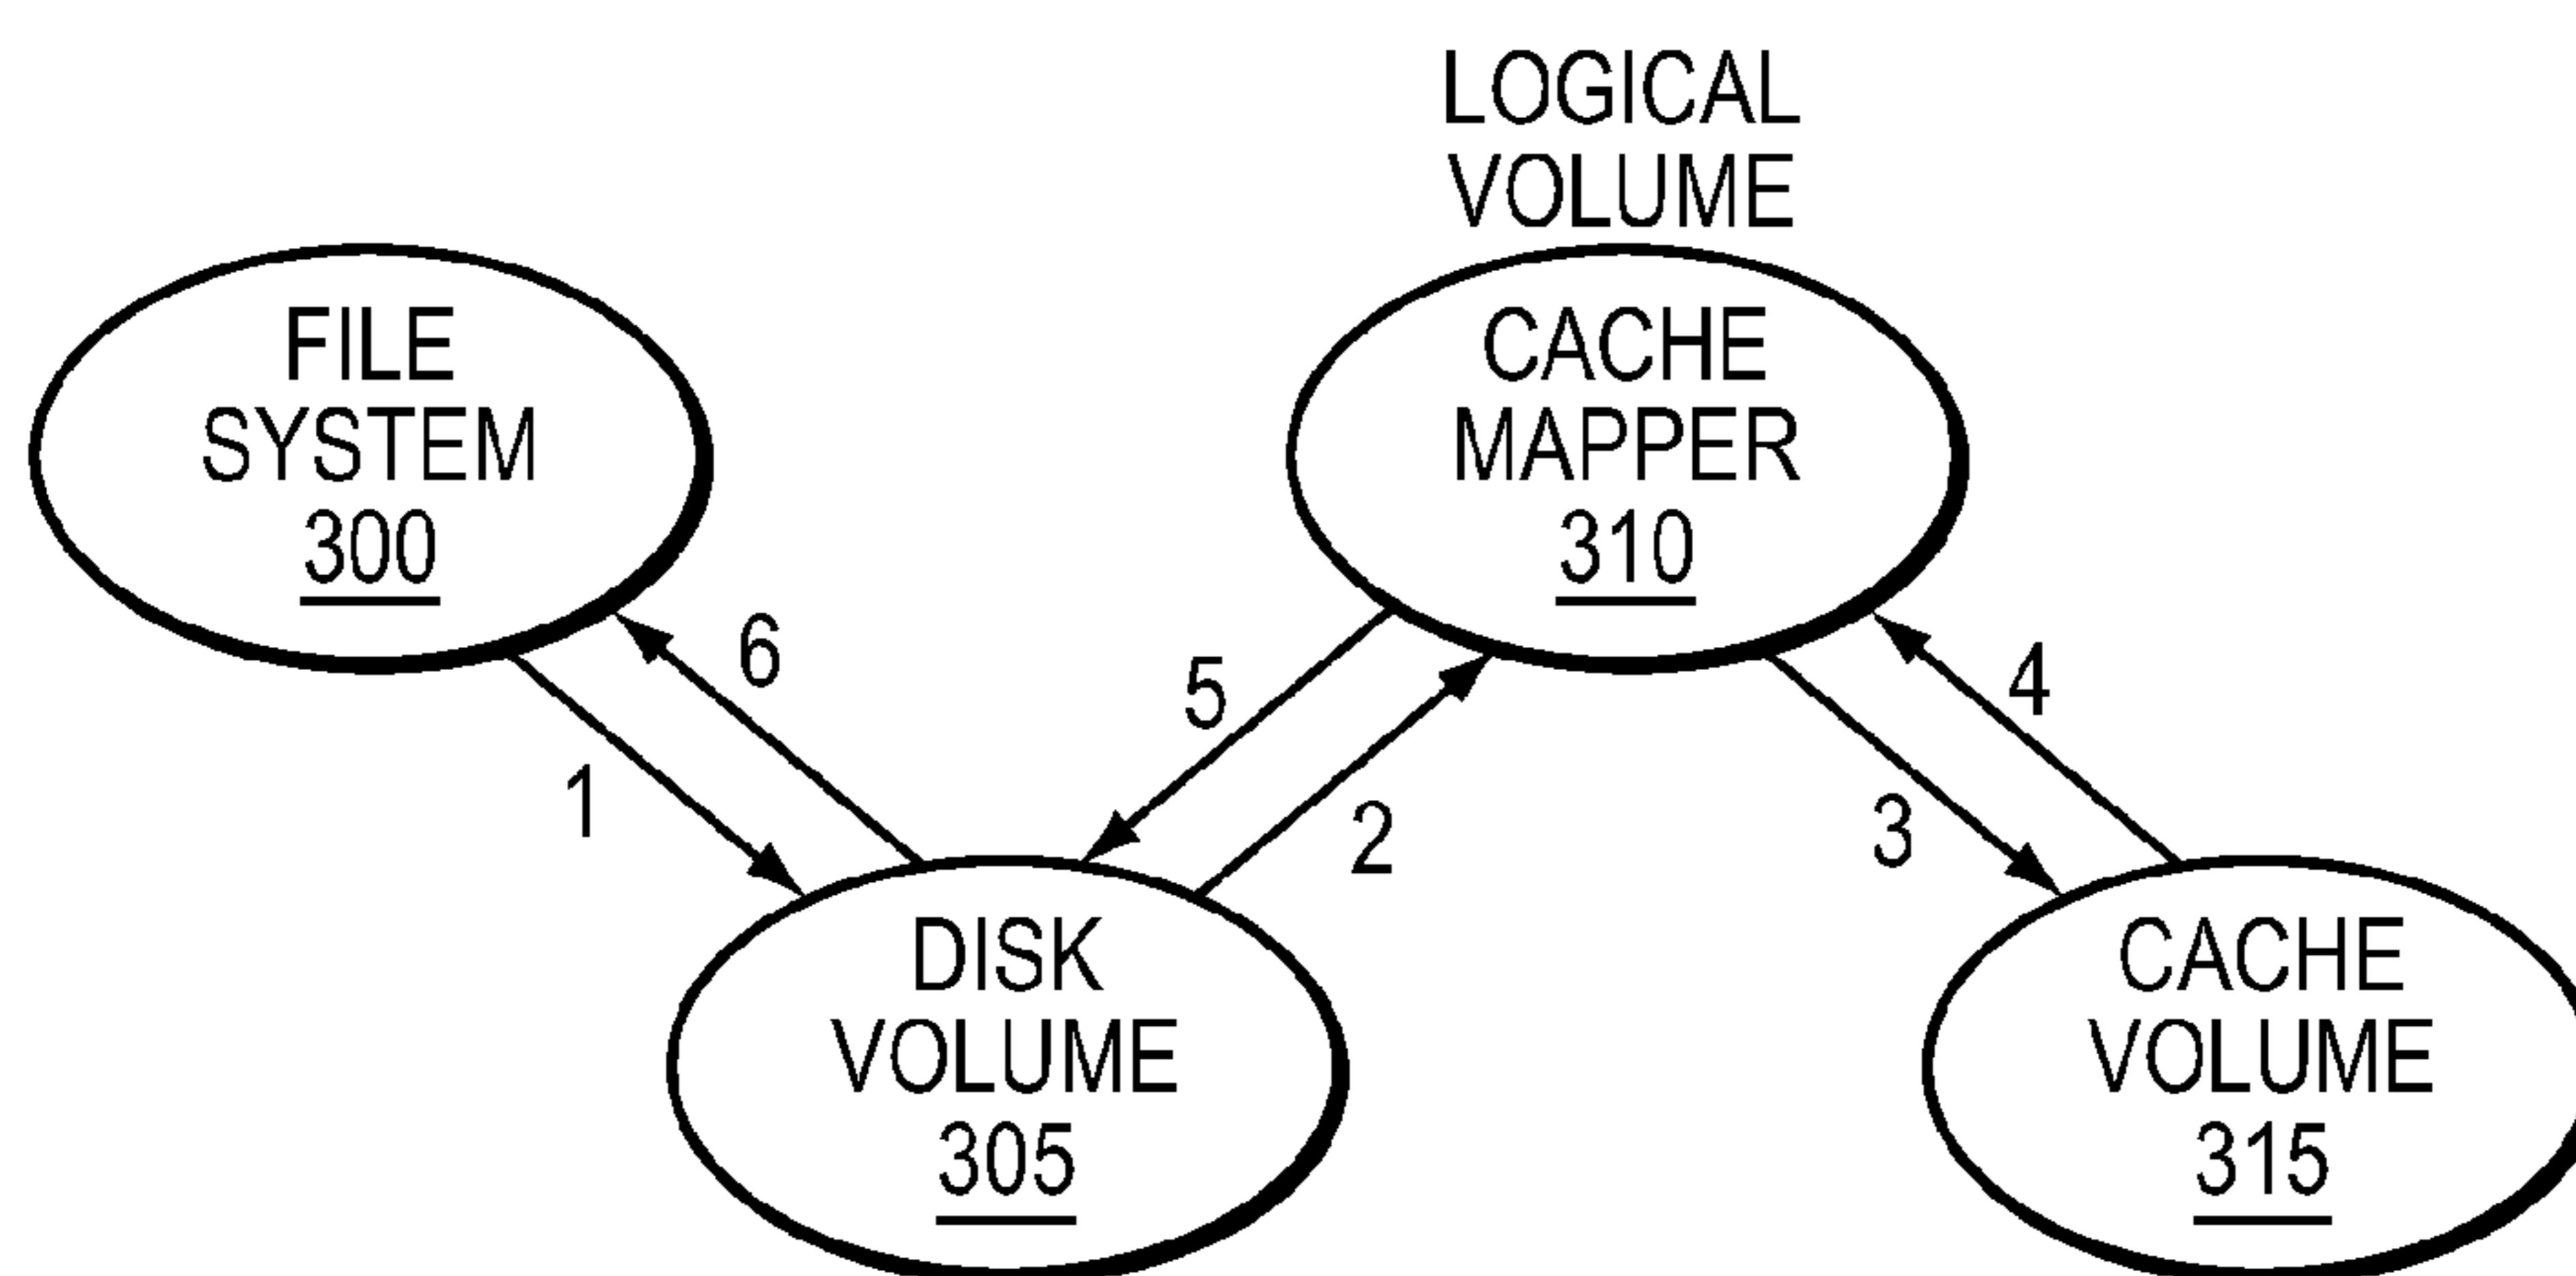 LOGICAL
VOLUME
FILE
SYSTEM
300
CACHE
MAPPER
310
6
1
5
2
4
3
DISK
VOLUME
305
CACHE
VOLUME
315